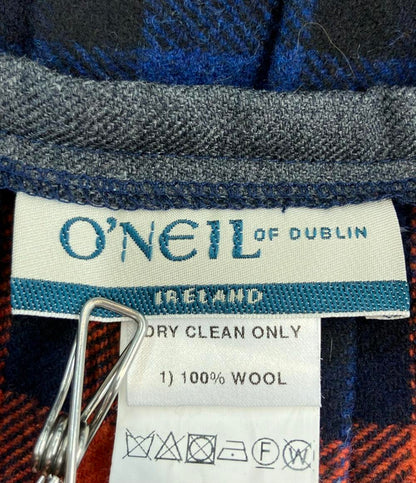 O'NEIL OF DUBLIN
IRELAND
DRY CLEAN ONLY
1) 100% WOOL
F W